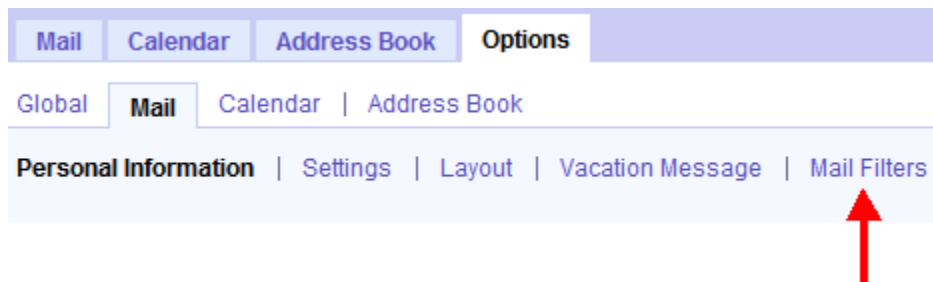 Mail Calendar Address Book Options
Global Mail Calendar | Address Book
Personal Information | Settings | Layout | Vacation Message | Mail Filters